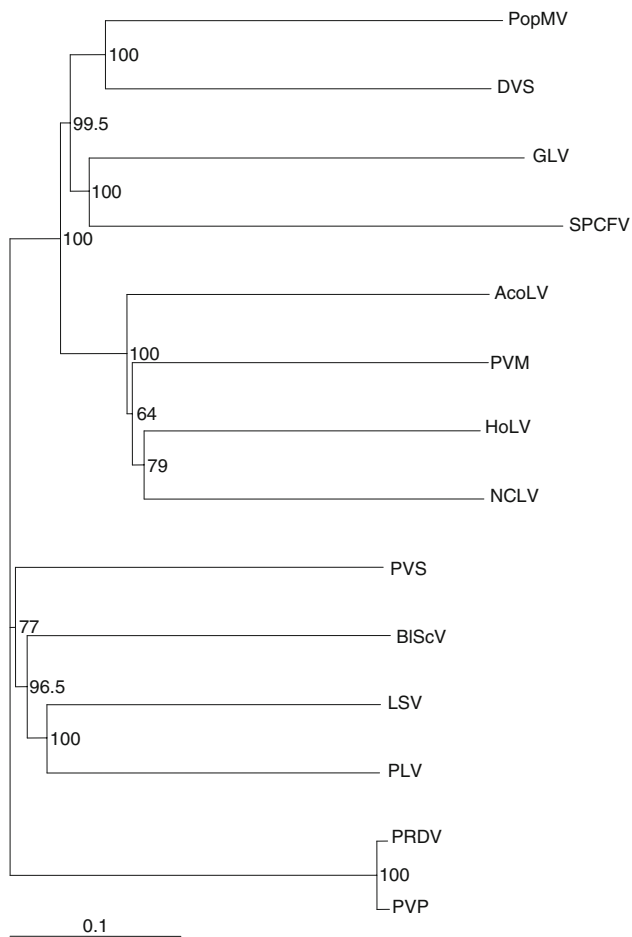 PopMV
100
DVS
99.5
GLV
100
SPCFV
100
AcoLV
100
PVM
64
HoLV
79
NCLV
PVS
77
BlScV
96.5
LSV
100
PLV
PRDV
100
PVP
0.1